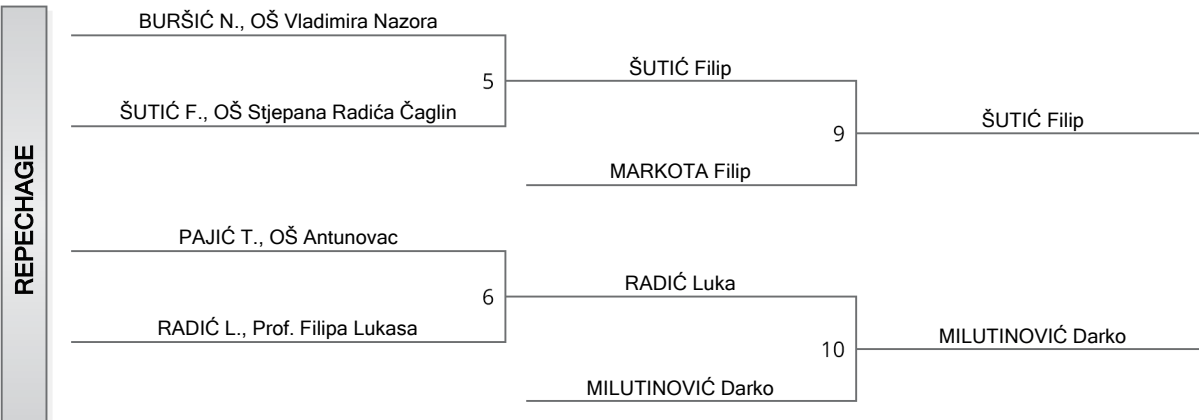 REPECHAGE
BURŠIĆ N., OŠ Vladimira Nazora
5
ŠUTIĆ F., OŠ Stjepana Radića Čaglin
ŠUTIĆ Filip
9
MARKOTA Filip
ŠUTIĆ Filip
PAJIĆ T., OŠ Antunovac
6
RADIĆ L., Prof. Filipa Lukasa
RADIĆ Luka
10
MILUTINOVIĆ Darko
MILUTINOVIĆ Darko